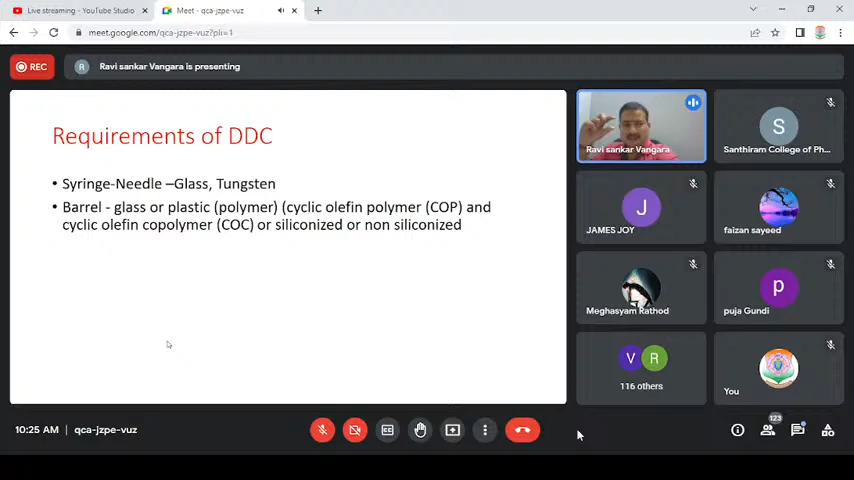 Live streaming - YouTube Studio
Meet - qca-jzpe-vuz
meet.google.com/qca-jzpe-vuz?pli=1
REC
R
Ravi sankar Vangara is presenting
Requirements of DDC
• Syringe-Needle –Glass, Tungsten
• Barrel - glass or plastic (polymer) (cyclic olefin polymer (COP) and
cyclic olefin copolymer (COC) or siliconized or non siliconized
Ravi sankar Vangara
S
Santhiram College of Ph...
J
JAMES JOY
faizan sayeed
Meghasyam Rathod
p
puja Gundi
V R
116 others
You
10:25 AM | qca-jzpe-vuz
123